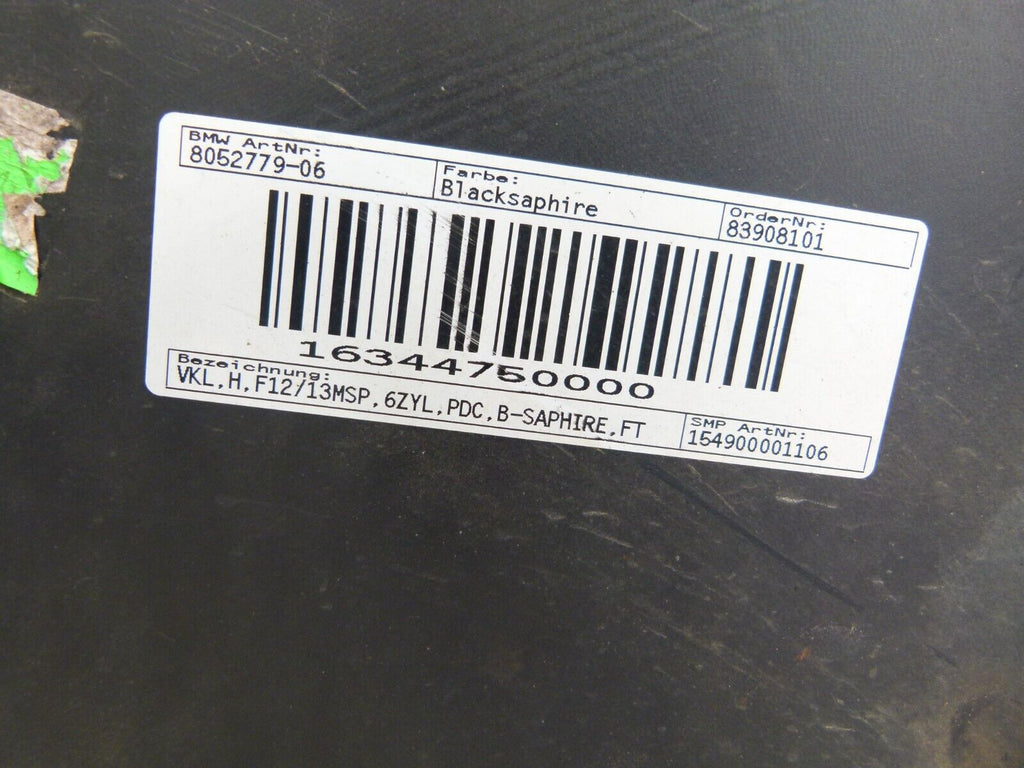 BMW ArtNr:
8052779-06
Farbe:
Blacksaphire
OrderNr:
83908101
16344750000
Bezeichnung:
VKL,H,F12/13MSP,6ZYL,PDC,B-SAPHIRE,FT
SMP ArtNr:
154900001106